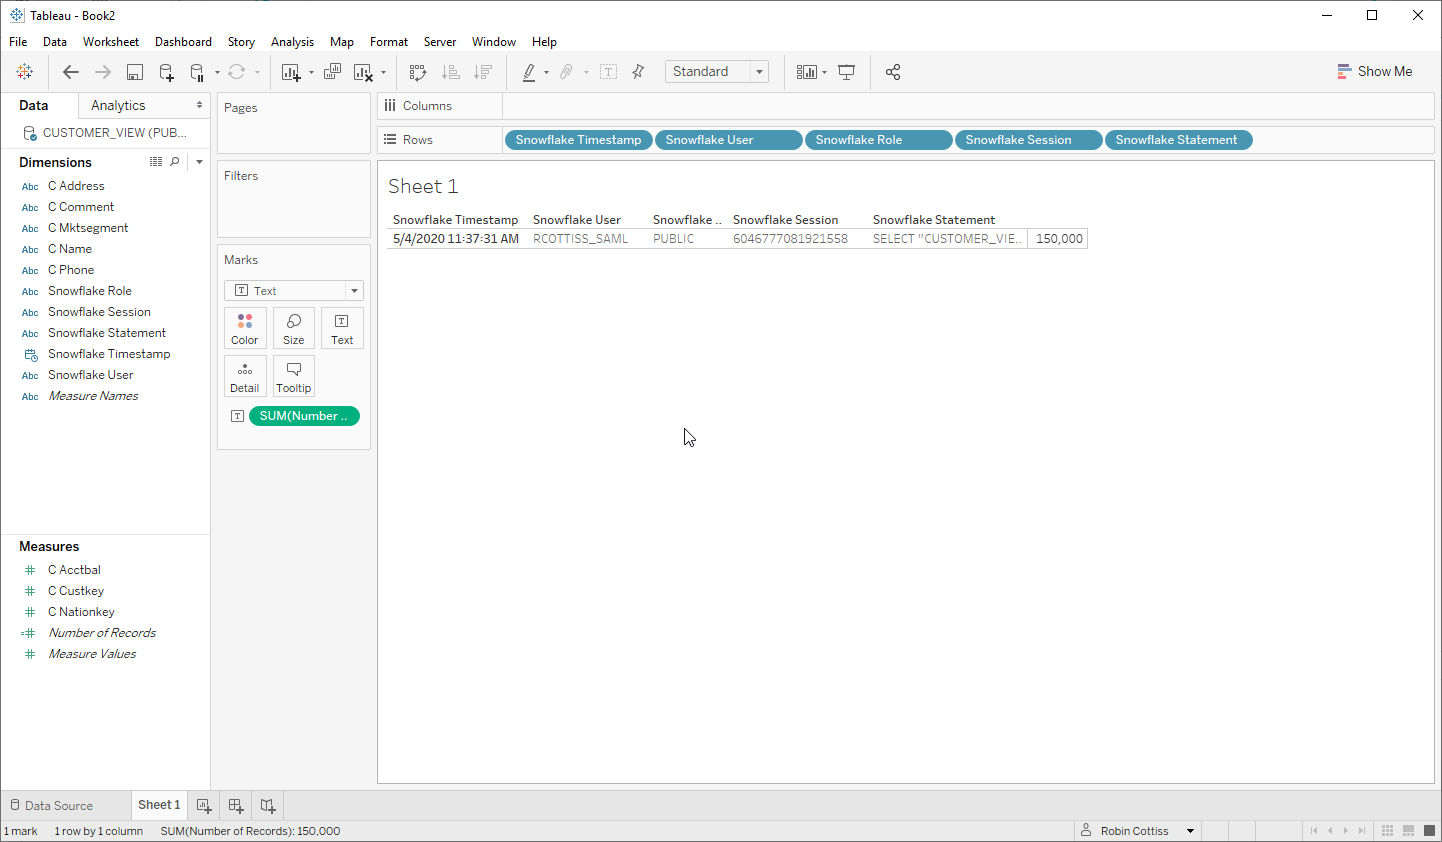 Tableau - Book2
File Data Worksheet Dashboard Story Analysis Map Format Server Window Help
Standard
Show Me
Data Analytics
CUSTOMER_VIEW (PUB...
Dimensions
Abc C Address
Abc C Comment
Abc C Mktsegment
Abc C Name
Abc C Phone
Abc Snowflake Role
Abc Snowflake Session
Abc Snowflake Statement
Snowflake Timestamp
Abc Snowflake User
Abc Measure Names
Measures
C Acctbal
C Custkey
C Nationkey
Number of Records
Measure Values
Pages
Filters
Marks
T Text
Color Size T Text
Detail Tooltip
T SUM(Number ..
Columns
Rows Snowflake Timestamp Snowflake User Snowflake Role Snowflake Session Snowflake Statement
Sheet 1
Snowflake Timestamp Snowflake User Snowflake .. Snowflake Session Snowflake Statement
5/4/2020 11:37:31 AM RCOTTISS_SAML PUBLIC 6046777081921558 SELECT "CUSTOMER_VIE.. 150,000
Data Source Sheet 1
1 mark 1 row by 1 column SUM(Number of Records): 150,000 Robin Cottiss